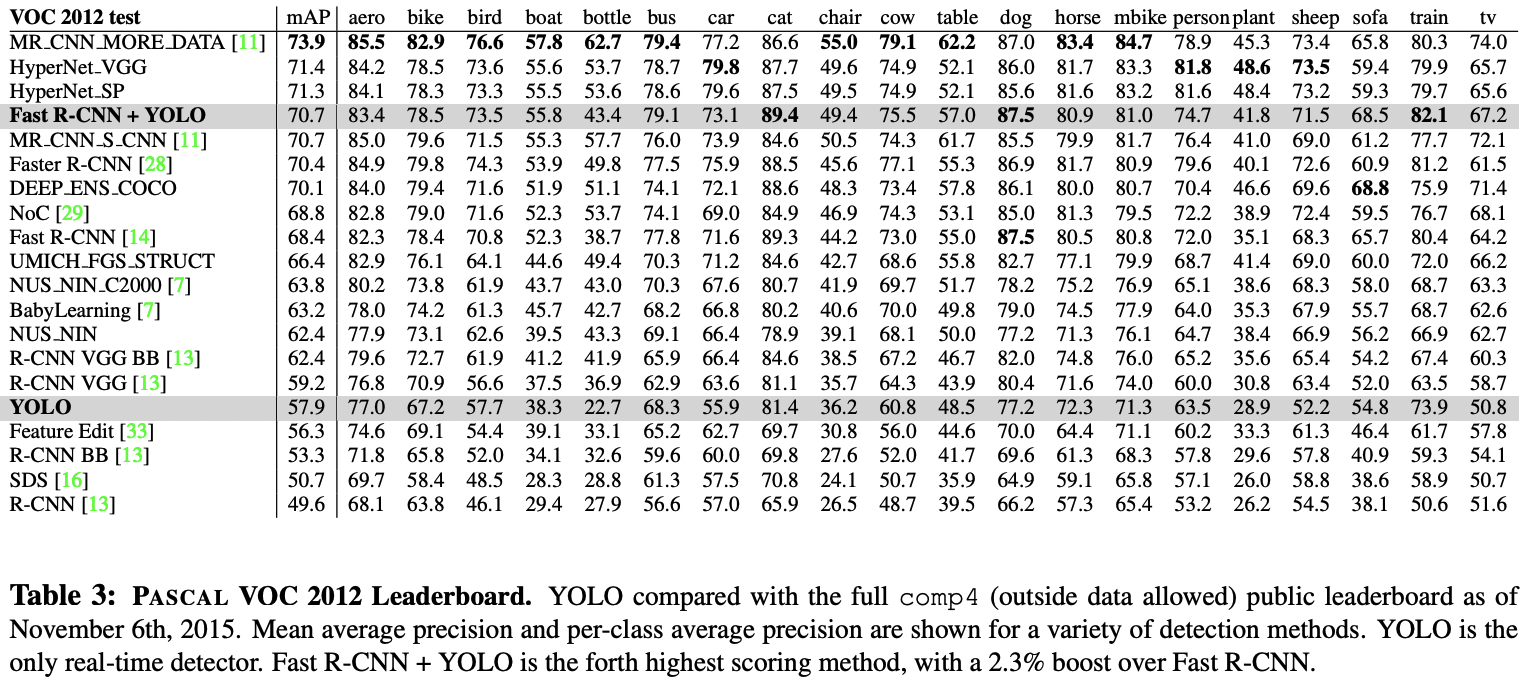 VOC 2012 test mAP aero bike bird boat bottle bus car cat chair cow table dog horse mbike person plant sheep sofa train tv
MR_CNN_MORE_DATA [11] 73.9 85.5 82.9 76.6 57.8 62.7 79.4 77.2 86.6 55.0 79.1 62.2 87.0 83.4 84.7 78.9 45.3 73.4 65.8 80.3 74.0
HyperNet_VGG 71.4 84.2 78.5 73.6 55.6 53.7 78.7 79.8 87.7 49.6 74.9 52.1 86.0 81.7 83.3 81.8 48.6 73.5 59.4 79.9 65.7
HyperNet_SP 71.3 84.1 78.3 73.3 55.5 53.6 78.6 79.6 87.5 49.5 74.9 52.1 85.6 81.6 83.2 81.6 48.4 73.2 59.3 79.7 65.6
Fast R-CNN + YOLO 70.7 83.4 78.5 73.5 55.8 43.4 79.1 73.1 89.4 49.4 75.5 57.0 87.5 80.9 81.0 74.7 41.8 71.5 68.5 82.1 67.2
MR_CNN_S_CNN [11] 70.7 85.0 79.6 71.5 55.3 57.7 76.0 73.9 84.6 50.5 74.3 61.7 85.5 79.9 81.7 76.4 41.0 69.0 61.2 77.7 72.1
Faster R-CNN [28] 70.4 84.9 79.8 74.3 53.9 49.8 77.5 75.9 88.5 45.6 77.1 55.3 86.9 81.7 80.9 79.6 40.1 72.6 60.9 81.2 61.5
DEEP_ENS_COCO 70.1 84.0 79.4 71.6 51.9 51.1 74.1 72.1 88.6 48.3 73.4 57.8 86.1 80.0 80.7 70.4 46.6 69.6 68.8 75.9 71.4
NoC [29] 68.8 82.8 79.0 71.6 52.3 53.7 74.1 69.0 84.9 46.9 74.3 53.1 85.0 81.3 79.5 72.2 38.9 72.4 59.5 76.7 68.1
Fast R-CNN [14] 68.4 82.3 78.4 70.8 52.3 38.7 77.8 71.6 89.3 44.2 73.0 55.0 87.5 80.5 80.8 72.0 35.1 68.3 65.7 80.4 64.2
UMICH_FGS_STRUCT 66.4 82.9 76.1 64.1 44.6 49.4 70.3 71.2 84.6 42.7 68.6 55.8 82.7 77.1 79.9 68.7 41.4 69.0 60.0 72.0 66.2
NUS_NIN_C2000 [7] 63.8 80.2 73.8 61.9 43.7 43.0 70.3 67.6 80.7 41.9 69.7 51.7 78.2 75.2 76.9 65.1 38.6 68.3 58.0 68.7 63.3
BabyLearning [7] 63.2 78.0 74.2 61.3 45.7 42.7 68.2 66.8 80.2 40.6 70.0 49.8 79.0 74.5 77.9 64.0 35.3 67.9 55.7 68.7 62.6
NUS_NIN 62.4 77.9 73.1 62.6 39.5 43.3 69.1 66.4 78.9 39.1 68.1 50.0 77.2 71.3 76.1 64.7 38.4 66.9 56.2 66.9 62.7
R-CNN VGG BB [13] 62.4 79.6 72.7 61.9 41.2 41.9 65.9 66.4 84.6 38.5 67.2 46.7 82.0 74.8 76.0 65.2 35.6 65.4 54.2 67.4 60.3
R-CNN VGG [13] 59.2 76.8 70.9 56.6 37.5 36.9 62.9 63.6 81.1 35.7 64.3 43.9 80.4 71.6 74.0 60.0 30.8 63.4 52.0 63.5 58.7
YOLO 57.9 77.0 67.2 57.7 38.3 22.7 68.3 55.9 81.4 36.2 60.8 48.5 77.2 72.3 71.3 63.5 28.9 52.2 54.8 73.9 50.8
Feature Edit [33] 56.3 74.6 69.1 54.4 39.1 33.1 65.2 62.7 69.7 30.8 56.0 44.6 70.0 64.4 71.1 60.2 33.3 61.3 46.4 61.7 57.8
R-CNN BB [13] 53.3 71.8 65.8 52.0 34.1 32.6 59.6 60.0 69.8 27.6 52.0 41.7 69.6 61.3 68.3 57.8 29.6 57.8 40.9 59.3 54.1
SDS [16] 50.7 69.7 58.4 48.5 28.3 28.8 61.3 57.5 70.8 24.1 50.7 35.9 64.9 59.1 65.8 57.1 26.0 58.8 38.6 58.9 50.7
R-CNN [13] 49.6 68.1 63.8 46.1 29.4 27.9 56.6 57.0 65.9 26.5 48.7 39.5 66.2 57.3 65.4 53.2 26.2 54.5 38.1 50.6 51.6
Table 3: PASCAL VOC 2012 Leaderboard. YOLO compared with the full comp4 (outside data allowed) public leaderboard as of
November 6th, 2015. Mean average precision and per-class average precision are shown for a variety of detection methods. YOLO is the
only real-time detector. Fast R-CNN + YOLO is the forth highest scoring method, with a 2.3% boost over Fast R-CNN.